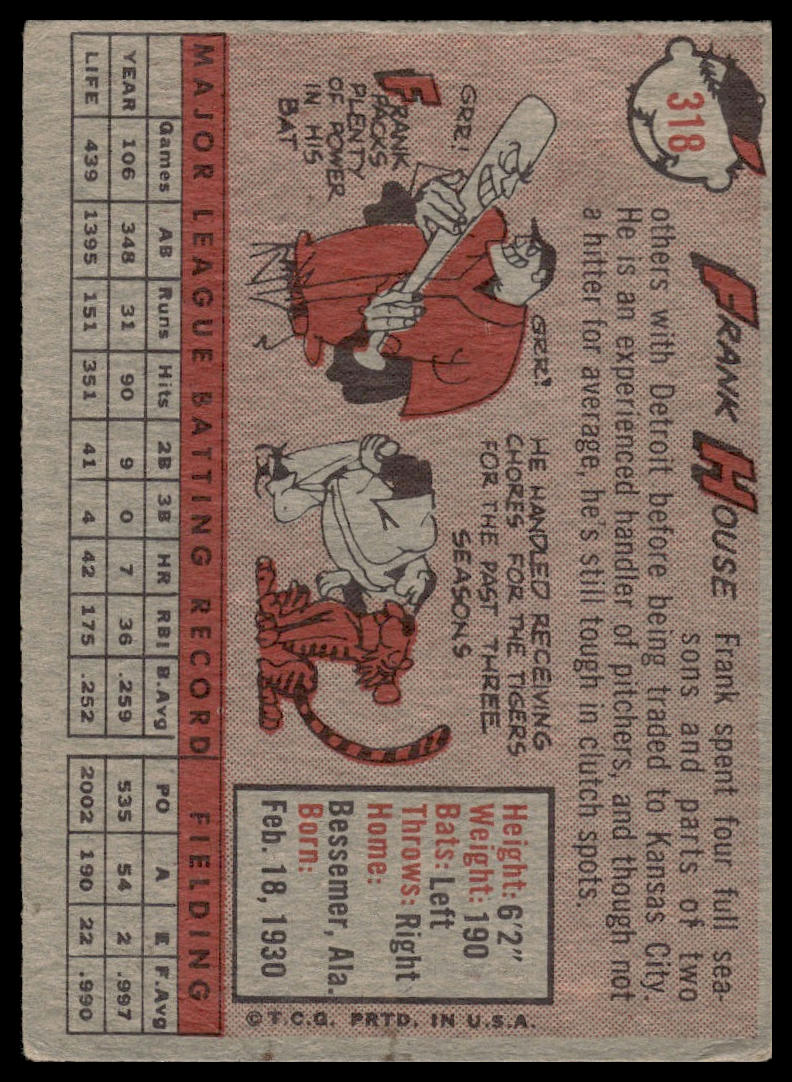 318
FRANK HOUSE
Frank spent four full sea-
sons and parts of two
others with Detroit before being traded to Kansas City.
He is an experienced handler of pitchers, and though not
a hitter for average, he's still tough in clutch spots.
FRANK
PACKS
PLENTY
OF POWER
IN HIS
BAT
GRR!
GRR!
HE HANDLED RECEIVING
CHORES FOR THE TIGERS
FOR THE PAST THREE
SEASONS
Height: 6'2"
Weight: 190
Bats: Left
Throws: Right
Home:
Bessemer, Ala.
Born:
Feb. 18, 1930
© T.C.G. PRTD. IN U.S.A.
MAJOR LEAGUE BATTING RECORD FIELDING
Games AB Runs Hits 2B 3B HR RBI B.Avg PO A E F.Avg
YEAR 106 348 31 90 9 0 7 36 .259 535 54 2 .997
LIFE 439 1395 151 351 41 4 42 175 .252 2002 190 22 .990